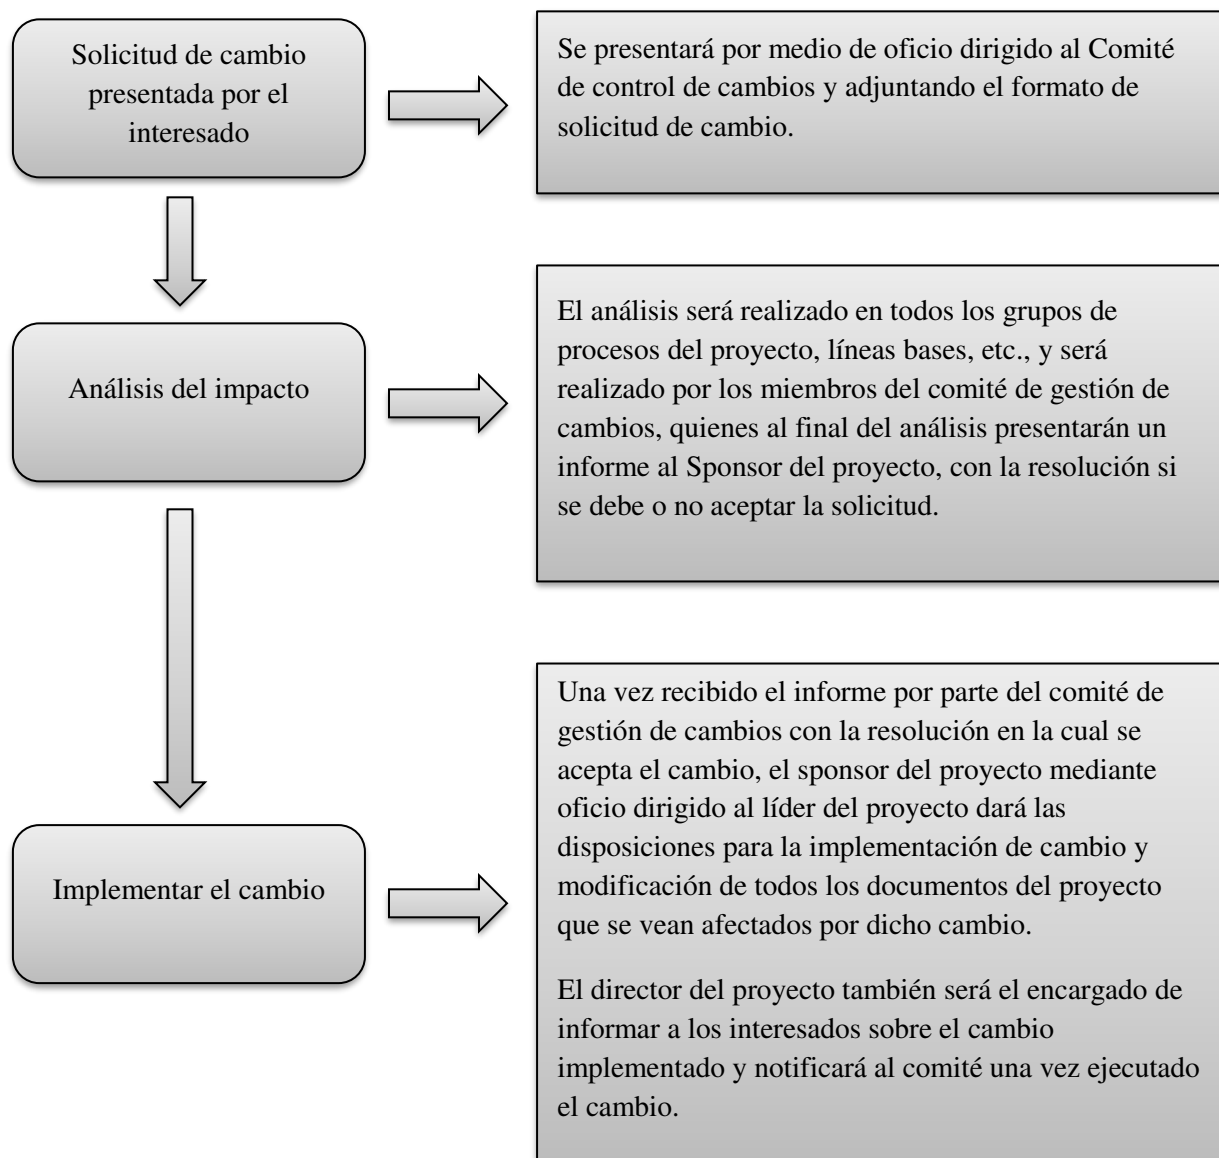 Solicitud de cambio
presentada por el
interesado
Se presentará por medio de oficio dirigido al Comité
de control de cambios y adjuntando el formato de
solicitud de cambio.
Análisis del impacto
El análisis será realizado en todos los grupos de
procesos del proyecto, líneas bases, etc., y será
realizado por los miembros del comité de gestión de
cambios, quienes al final del análisis presentarán un
informe al Sponsor del proyecto, con la resolución si
se debe o no aceptar la solicitud.
Implementar el cambio
Una vez recibido el informe por parte del comité de
gestión de cambios con la resolución en la cual se
acepta el cambio, el sponsor del proyecto mediante
oficio dirigido al líder del proyecto dará las
disposiciones para la implementación de cambio y
modificación de todos los documentos del proyecto
que se vean afectados por dicho cambio.
El director del proyecto también será el encargado de
informar a los interesados sobre el cambio
implementado y notificará al comité una vez ejecutado
el cambio.